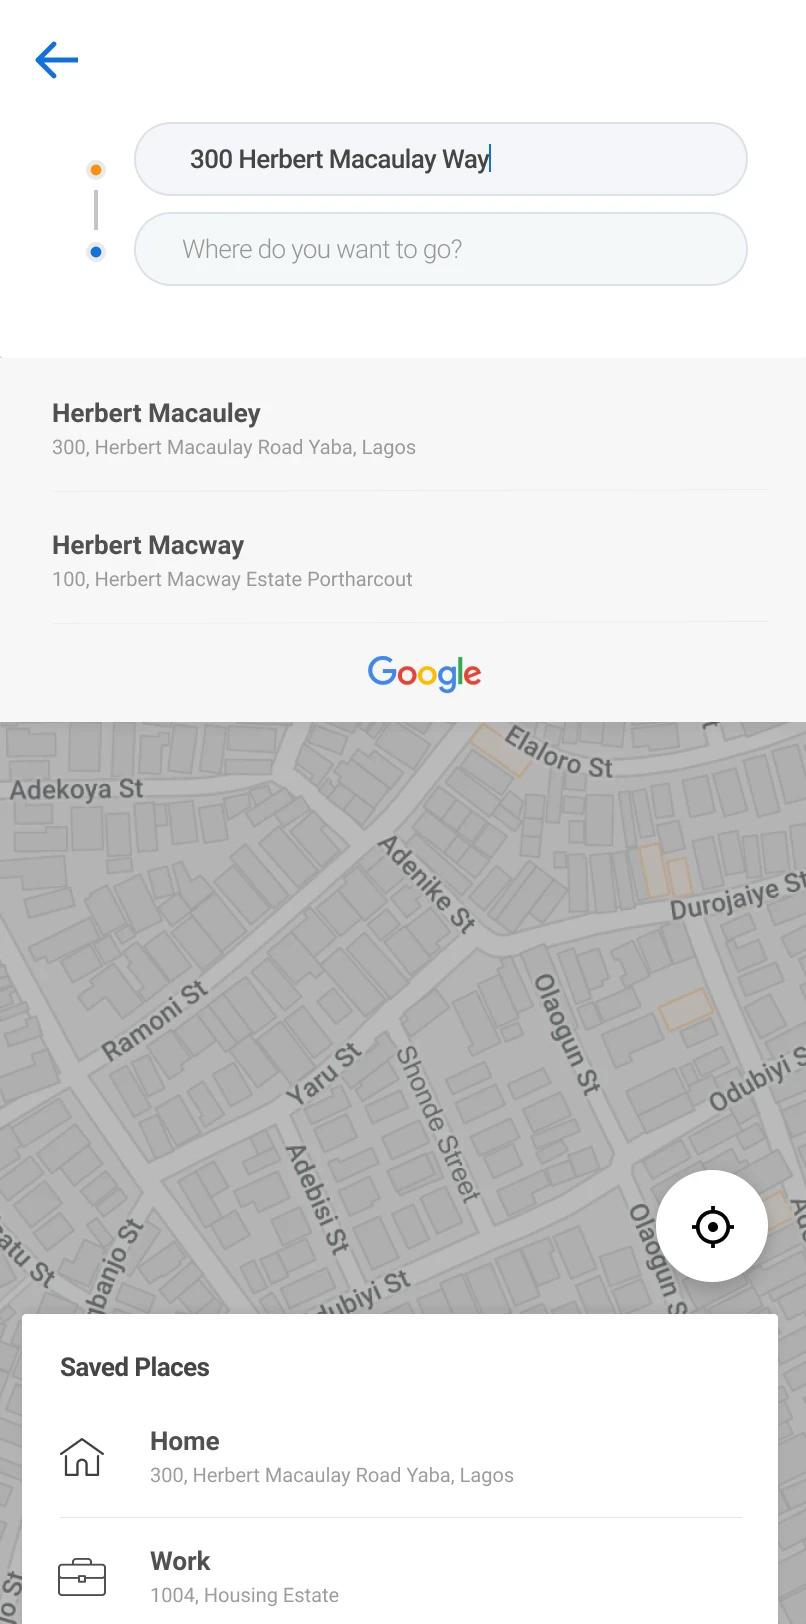 300 Herbert Macaulay Way
Where do you want to go?
Herbert Macauley
300, Herbert Macaulay Road Yaba, Lagos
Herbert Macway
100, Herbert Macway Estate Portharcout
Google
Elaloro St
Adekoya St
Adenike St
Durojaiye St
Ramoni St
Olaogun St
Yaru St
Shonde Street
Odubiyi S
Adebisi St
Olaogun S
atu St
gbanjo St
dubiyi St
Saved Places
Home
300, Herbert Macaulay Road Yaba, Lagos
Work
1004, Housing Estate